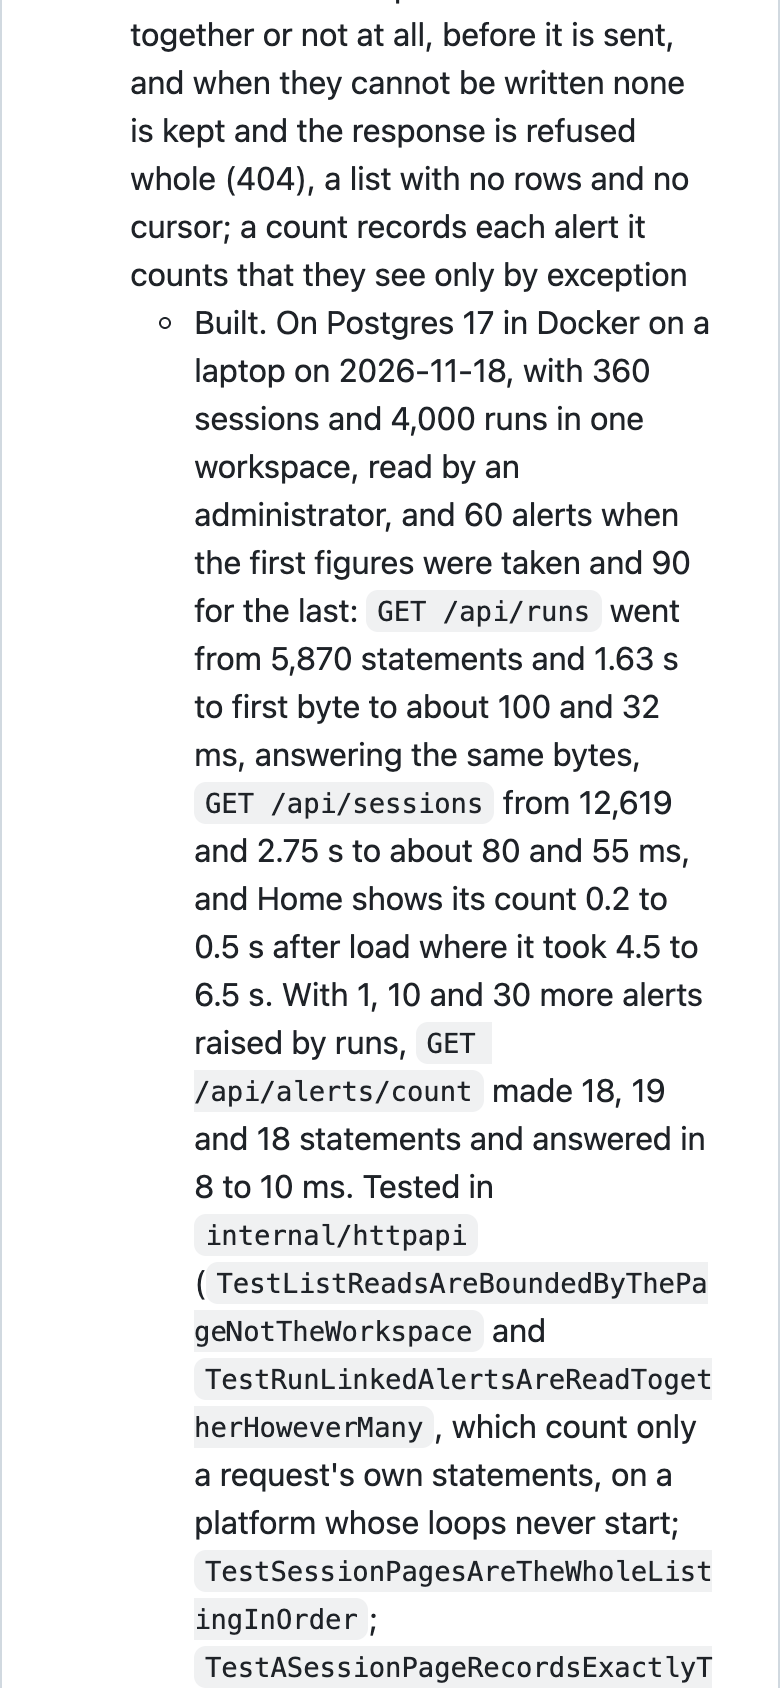 together or not at all, before it is sent,
and when they cannot be written none
is kept and the response is refused
whole (404), a list with no rows and no
cursor; a count records each alert it
counts that they see only by exception
Built. On Postgres 17 in Docker on a
laptop on 2026-11-18, with 360
sessions and 4,000 runs in one
workspace, read by an
administrator, and 60 alerts when
the first figures were taken and 90
for the last: GET /api/runs went
from 5,870 statements and 1.63 s
to first byte to about 100 and 32
ms, answering the same bytes,
GET /api/sessions from 12,619
and 2.75 s to about 80 and 55 ms,
and Home shows its count 0.2 to
0.5 s after load where it took 4.5 to
6.5 s. With 1, 10 and 30 more alerts
raised by runs, GET
/api/alerts/count made 18, 19
and 18 statements and answered in
8 to 10 ms. Tested in
internal/httpapi
(TestListReadsAreBoundedByThePa
geNotTheWorkspace and
TestRunLinkedAlertsAreReadToget
herHoweverMany, which count only
a request's own statements, on a
platform whose loops never start;
TestSessionPagesAreTheWholeList
ingInOrder;
TestASessionPageRecordsExactlyT